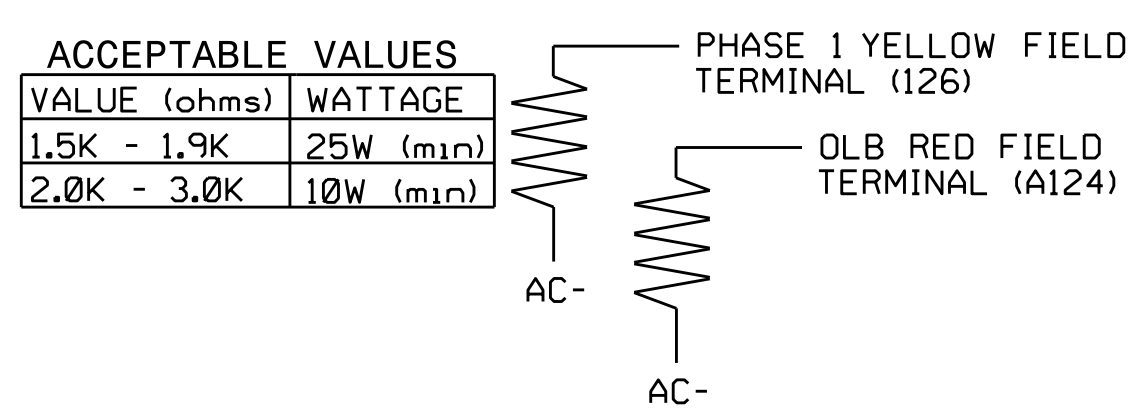 ACCEPTABLE VALUES
VALUE (ohms) WATTAGE
1.5K - 1.9K 25W (min)
2.0K - 3.0K 10W (min)
PHASE 1 YELLOW FIELD
TERMINAL (126)
AC-
OLB RED FIELD
TERMINAL (A124)
AC-